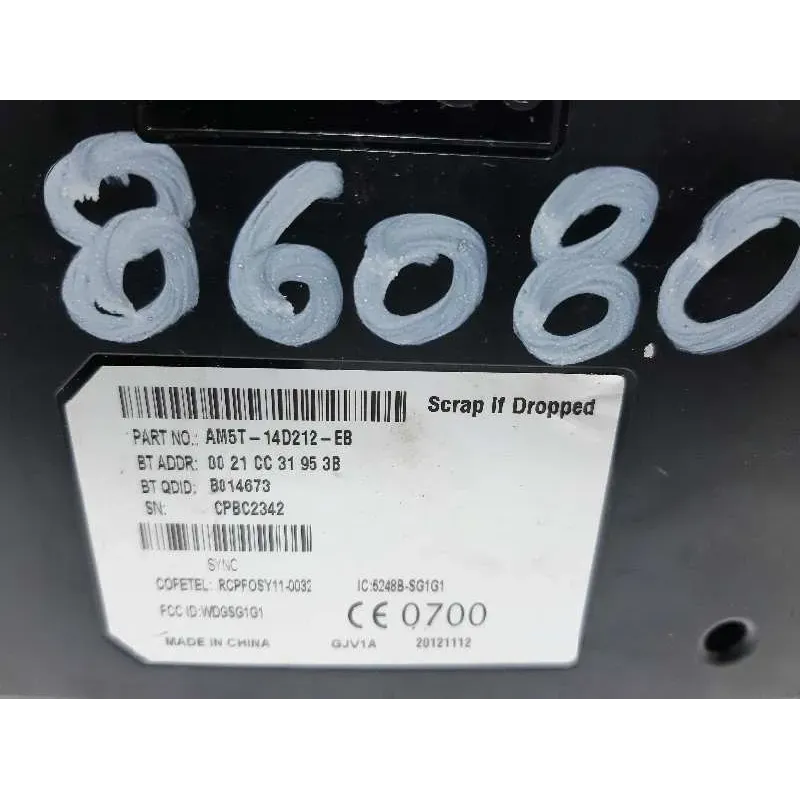 86080
Scrap If Dropped
PART NO.: AM5T-14D212-EB
BT ADDR: 00 21 CC 31 95 3B
BT QDID: B014673
SN: CPBC2342
SYNC
COFETEL: RCPFOSY11-0032 IC:5248B-SG1G1
FCC ID:WDGSG1G1 CE 0700
MADE IN CHINA GJV1A 20121112